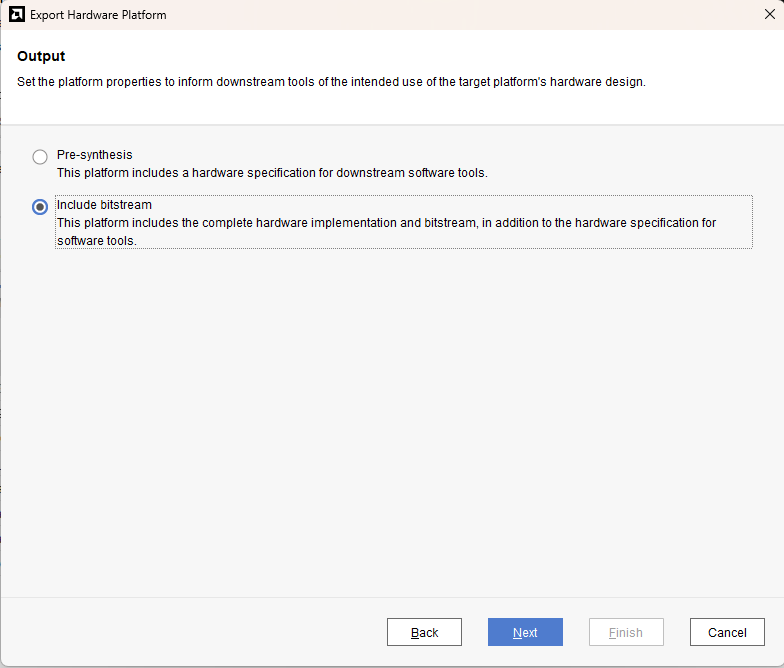 Export Hardware Platform
Output
Set the platform properties to inform downstream tools of the intended use of the target platform's hardware design.
Pre-synthesis
This platform includes a hardware specification for downstream software tools.
Include bitstream
This platform includes the complete hardware implementation and bitstream, in addition to the hardware specification for
software tools.
Back
Next
Finish
Cancel